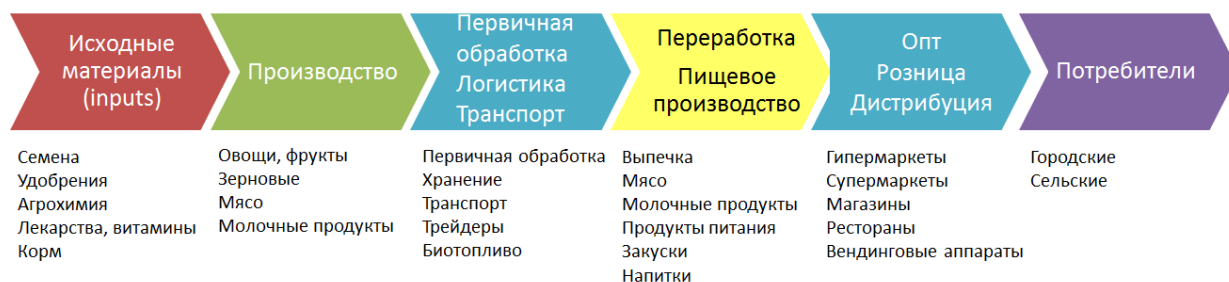 Исходные
материалы
(inputs)
Производство
Первичная
обработка
Логистика
Транспорт
Переработка
Пищевое
производство
Опт
Розница
Дистрибуция
Потребители
Семена
Удобрения
Агрохимия
Лекарства, витамины
Корм
Овощи, фрукты
Зерновые
Мясо
Молочные продукты
Первичная обработка
Хранение
Транспорт
Трейдеры
Биотопливо
Выпечка
Мясо
Молочные продукты
Продукты питания
Закуски
Напитки
Гипермаркеты
Супермаркеты
Магазины
Рестораны
Вендинговые аппараты
Городские
Сельские